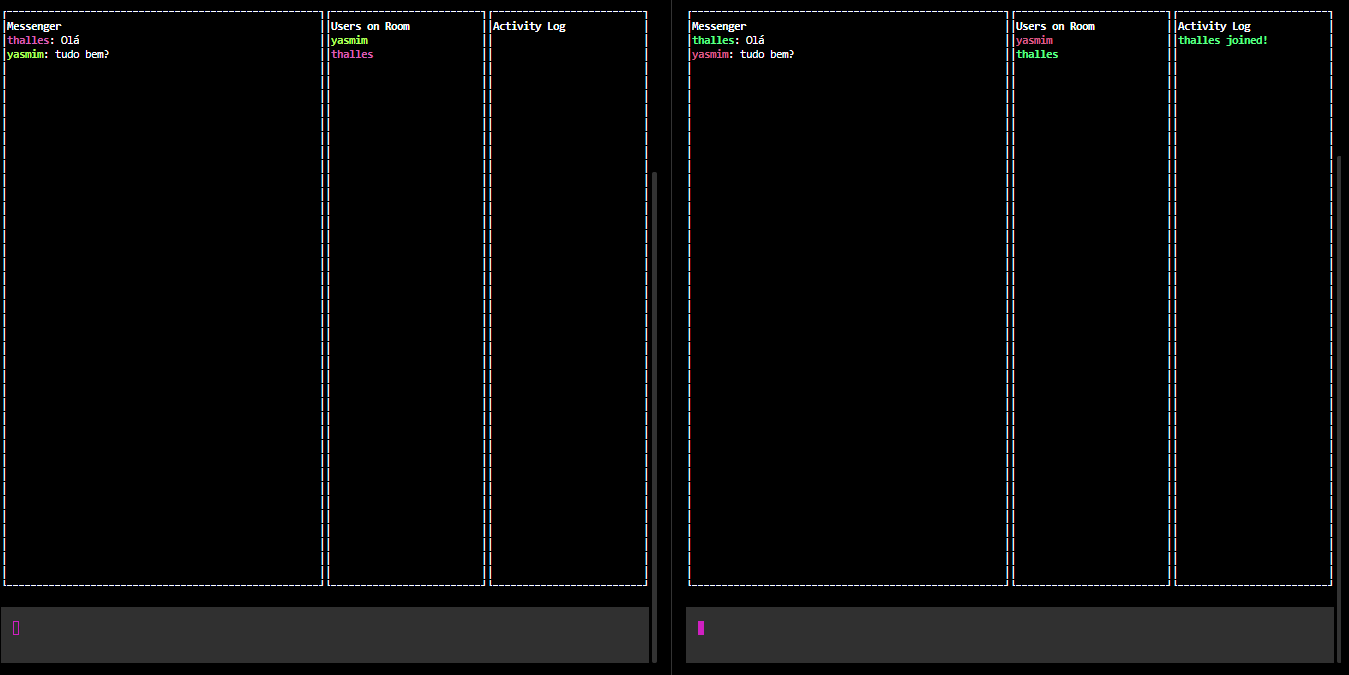 Messenger
thalles: Olá
yasmim: tudo bem?
Users on Room
yasmim
thalles
Activity Log
Messenger
thalles: Olá
yasmim: tudo bem?
Users on Room
yasmim
thalles
Activity Log
thalles joined!